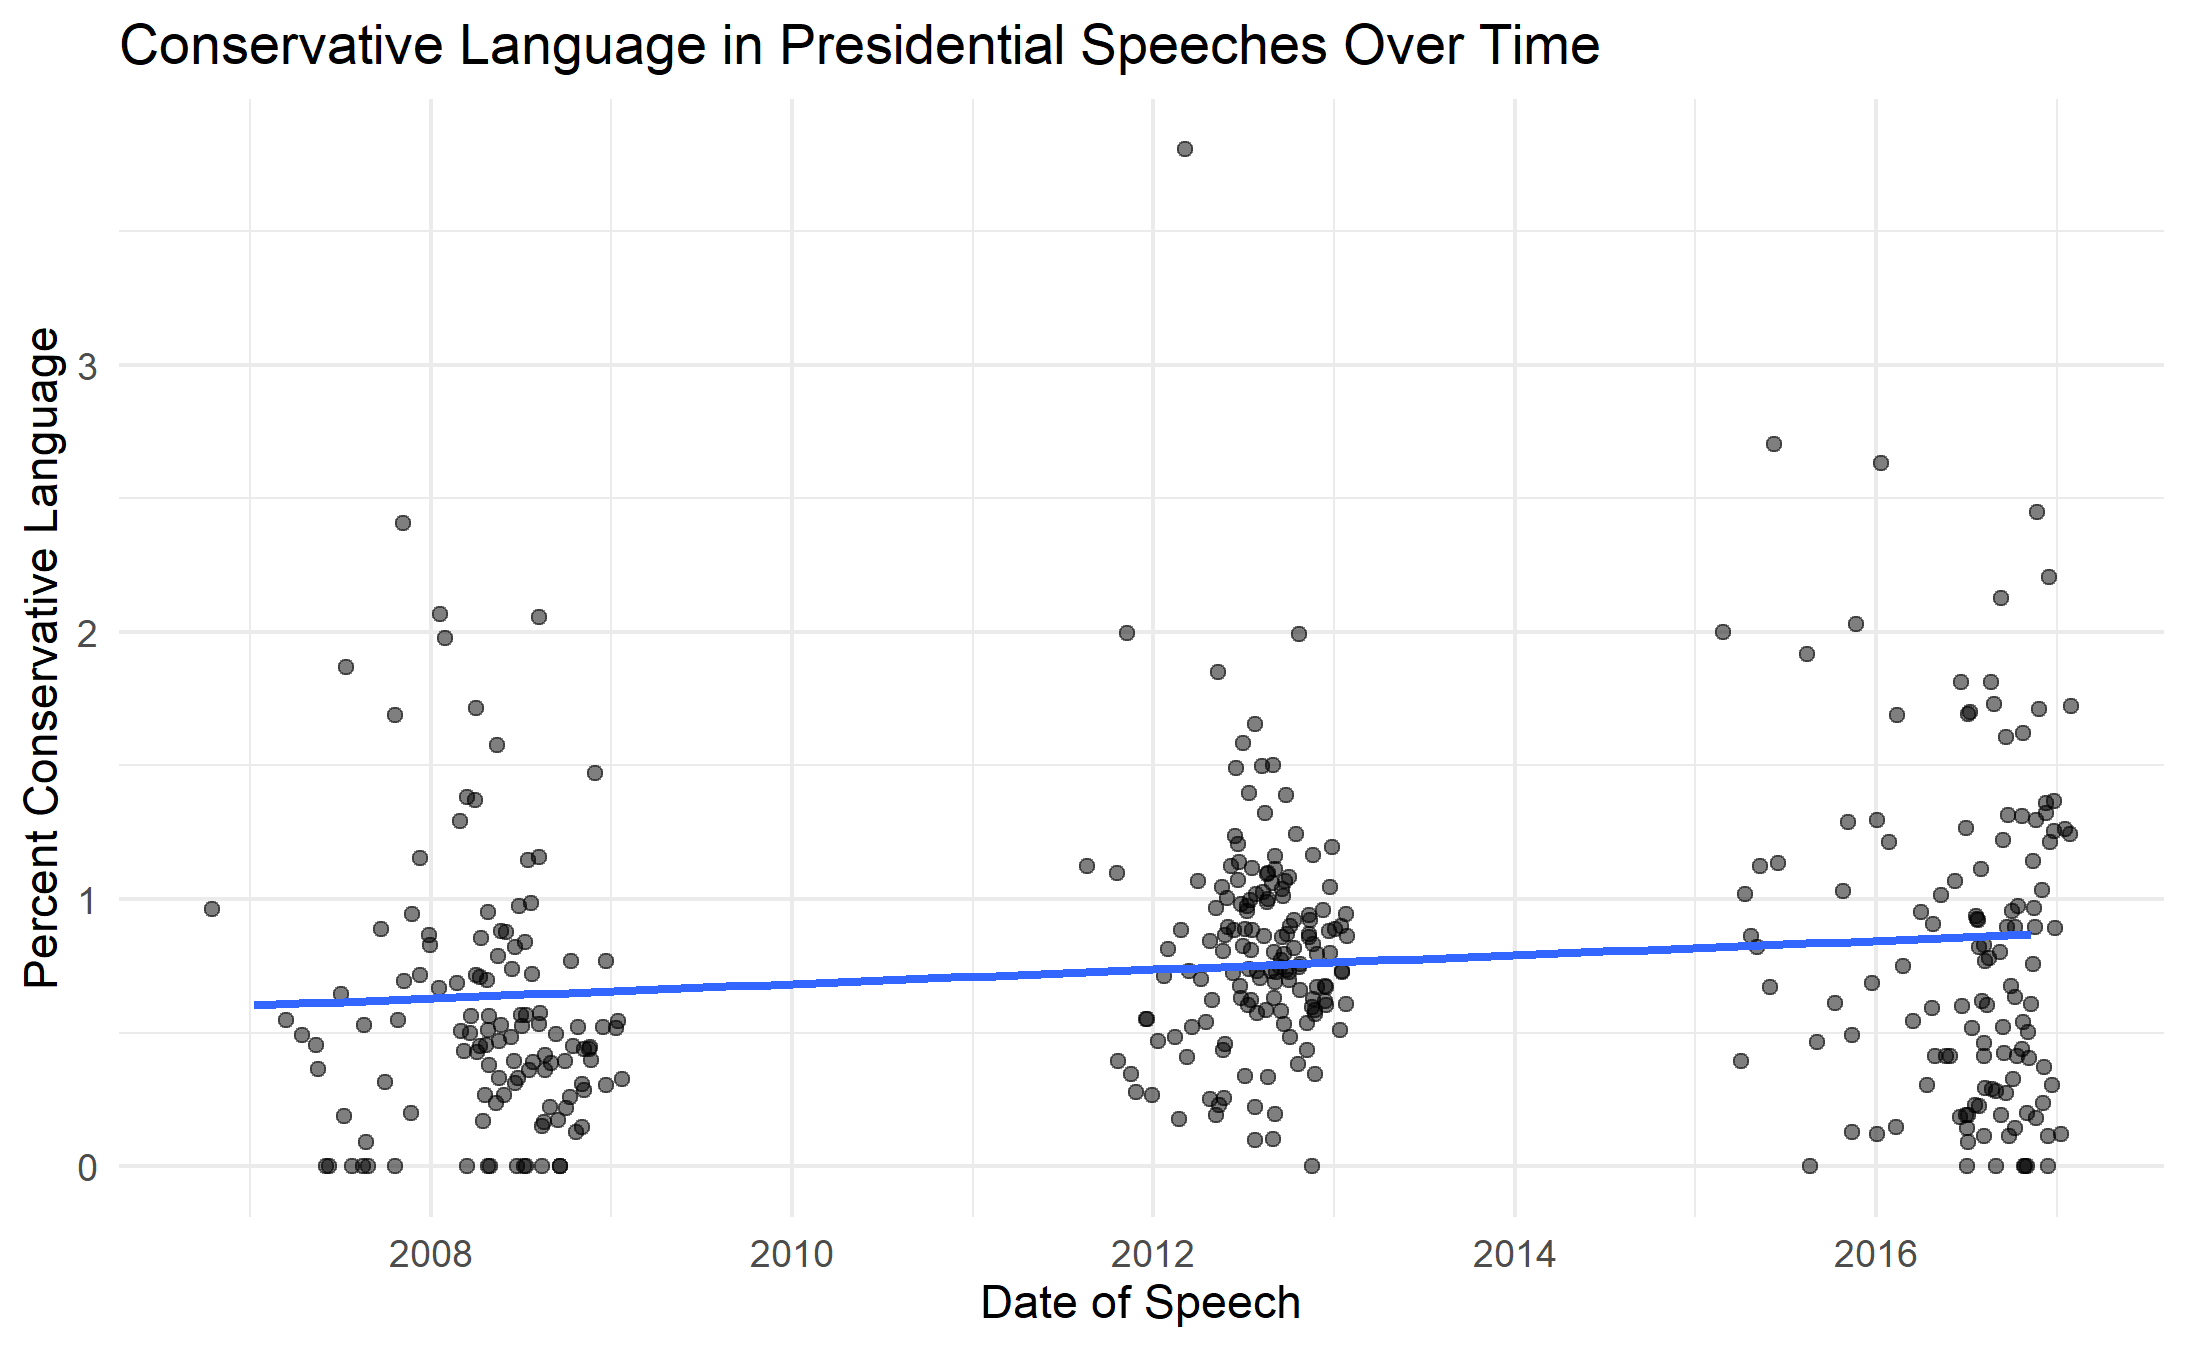 Conservative Language in Presidential Speeches Over Time
Percent Conservative Language
3
2
1
0
2008 2010 2012 2014 2016
Date of Speech